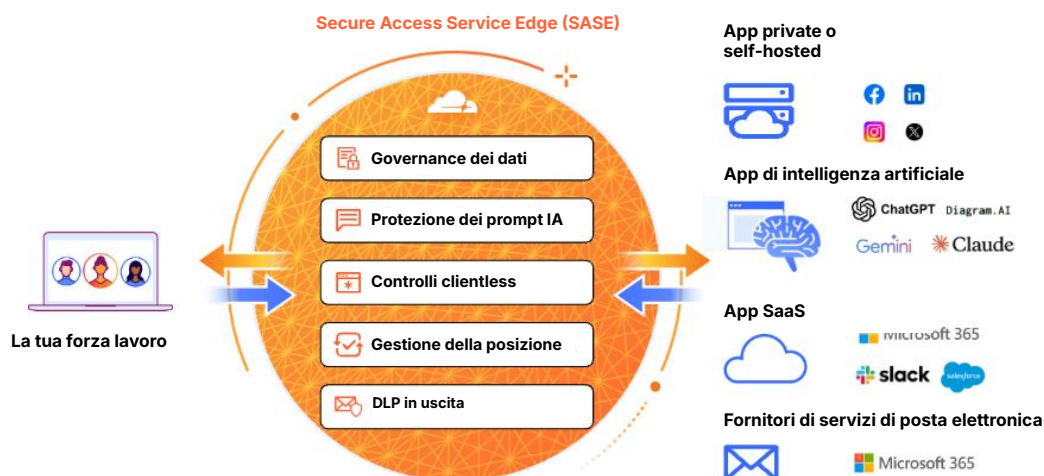 Secure Access Service Edge (SASE)
Governance dei dati
Protezione dei prompt IA
Controlli clientless
Gestione della posizione
DLP in uscita
La tua forza lavoro
App private o
self-hosted
in
App di intelligenza artificiale
ChatGPT Diagram.AI
Gemini Claude
App SaaS
Microsoft 365
slack salesforce
Fornitori di servizi di posta elettronica
Microsoft 365